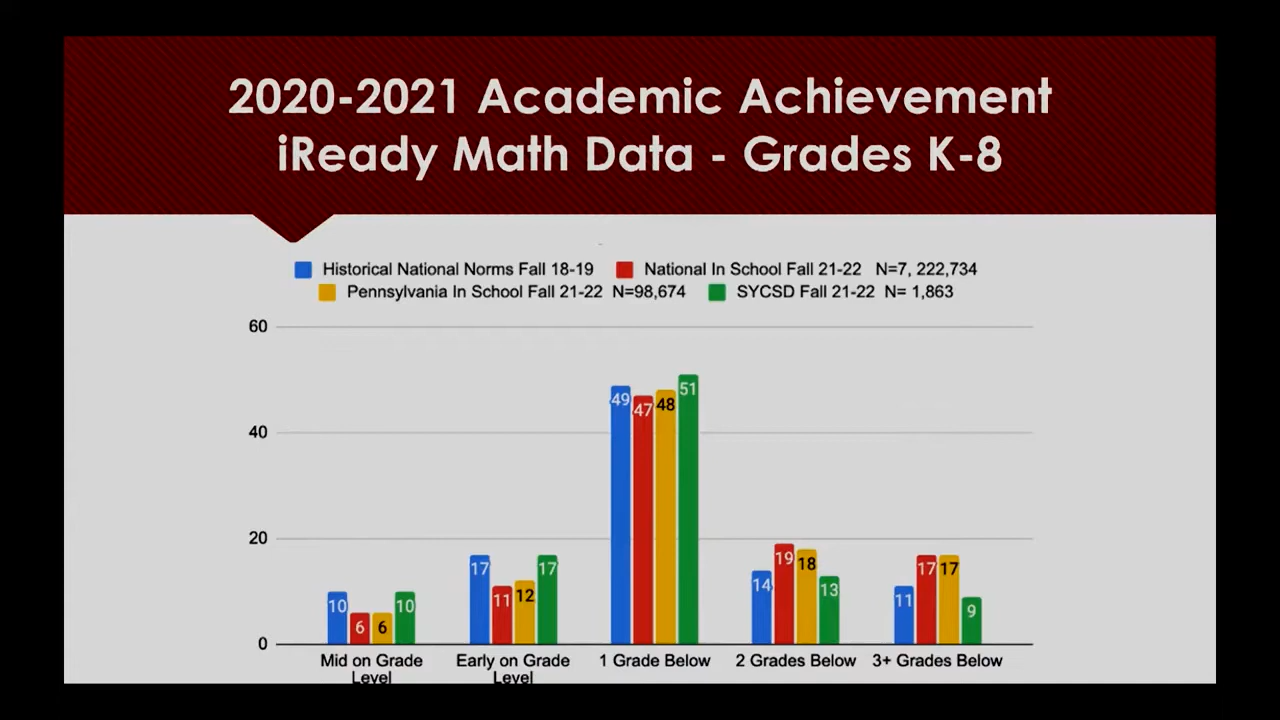 2020-2021 Academic Achievement
iReady Math Data - Grades K-8
Historical National Norms Fall 18-19 National In School Fall 21-22 N=7, 222,734
Pennsylvania In School Fall 21-22 N=98,674 SYCSD Fall 21-22 N= 1,863
60
40
20
0
10 6 6 10
17 11 12 17
49 47 48 51
14 19 18 13
11 17 17 9
Mid on Grade Level
Early on Grade Level
1 Grade Below
2 Grades Below
3+ Grades Below